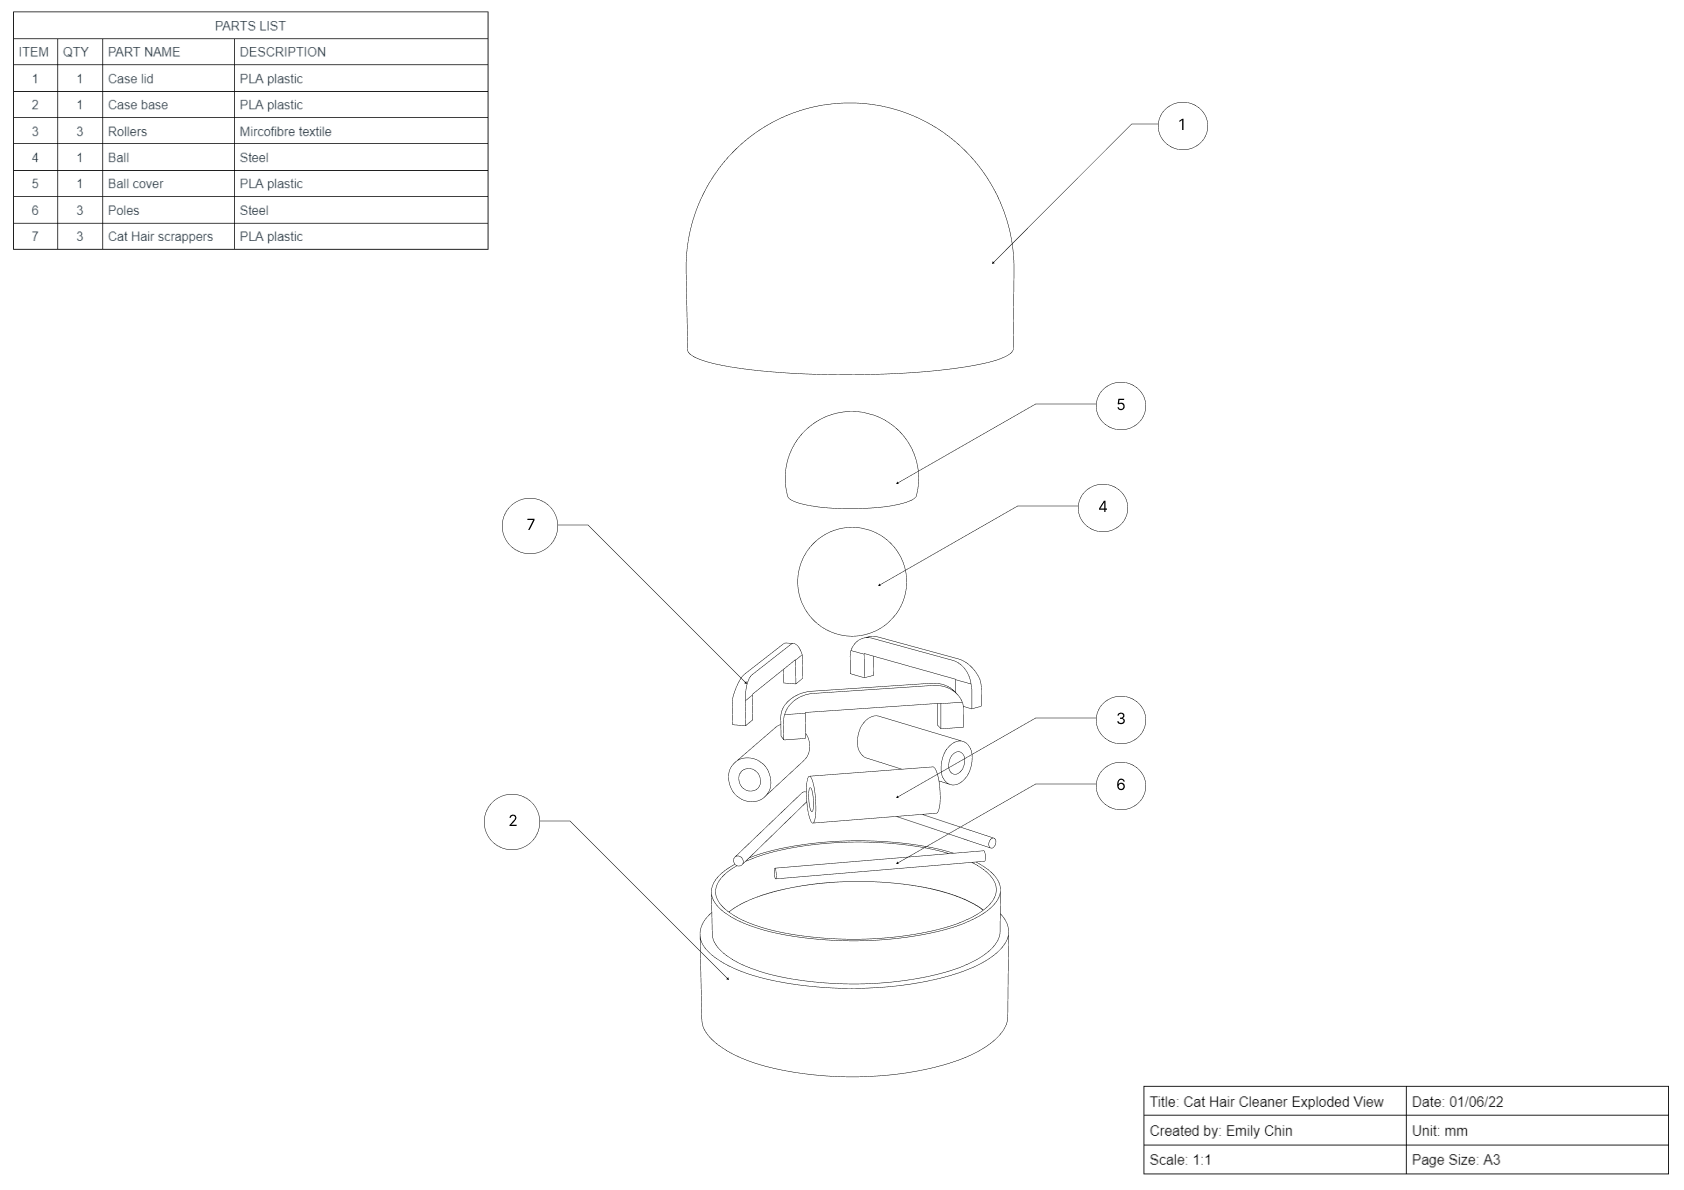 PARTS LIST
ITEM QTY PART NAME DESCRIPTION
1 1 Case lid PLA plastic
2 1 Case base PLA plastic
3 3 Rollers Mircofibre textile
4 1 Ball Steel
5 1 Ball cover PLA plastic
6 3 Poles Steel
7 3 Cat Hair scrappers PLA plastic
1
5
4
7
3
6
2
Title: Cat Hair Cleaner Exploded View Date: 01/06/22
Created by: Emily Chin Unit: mm
Scale: 1:1 Page Size: A3